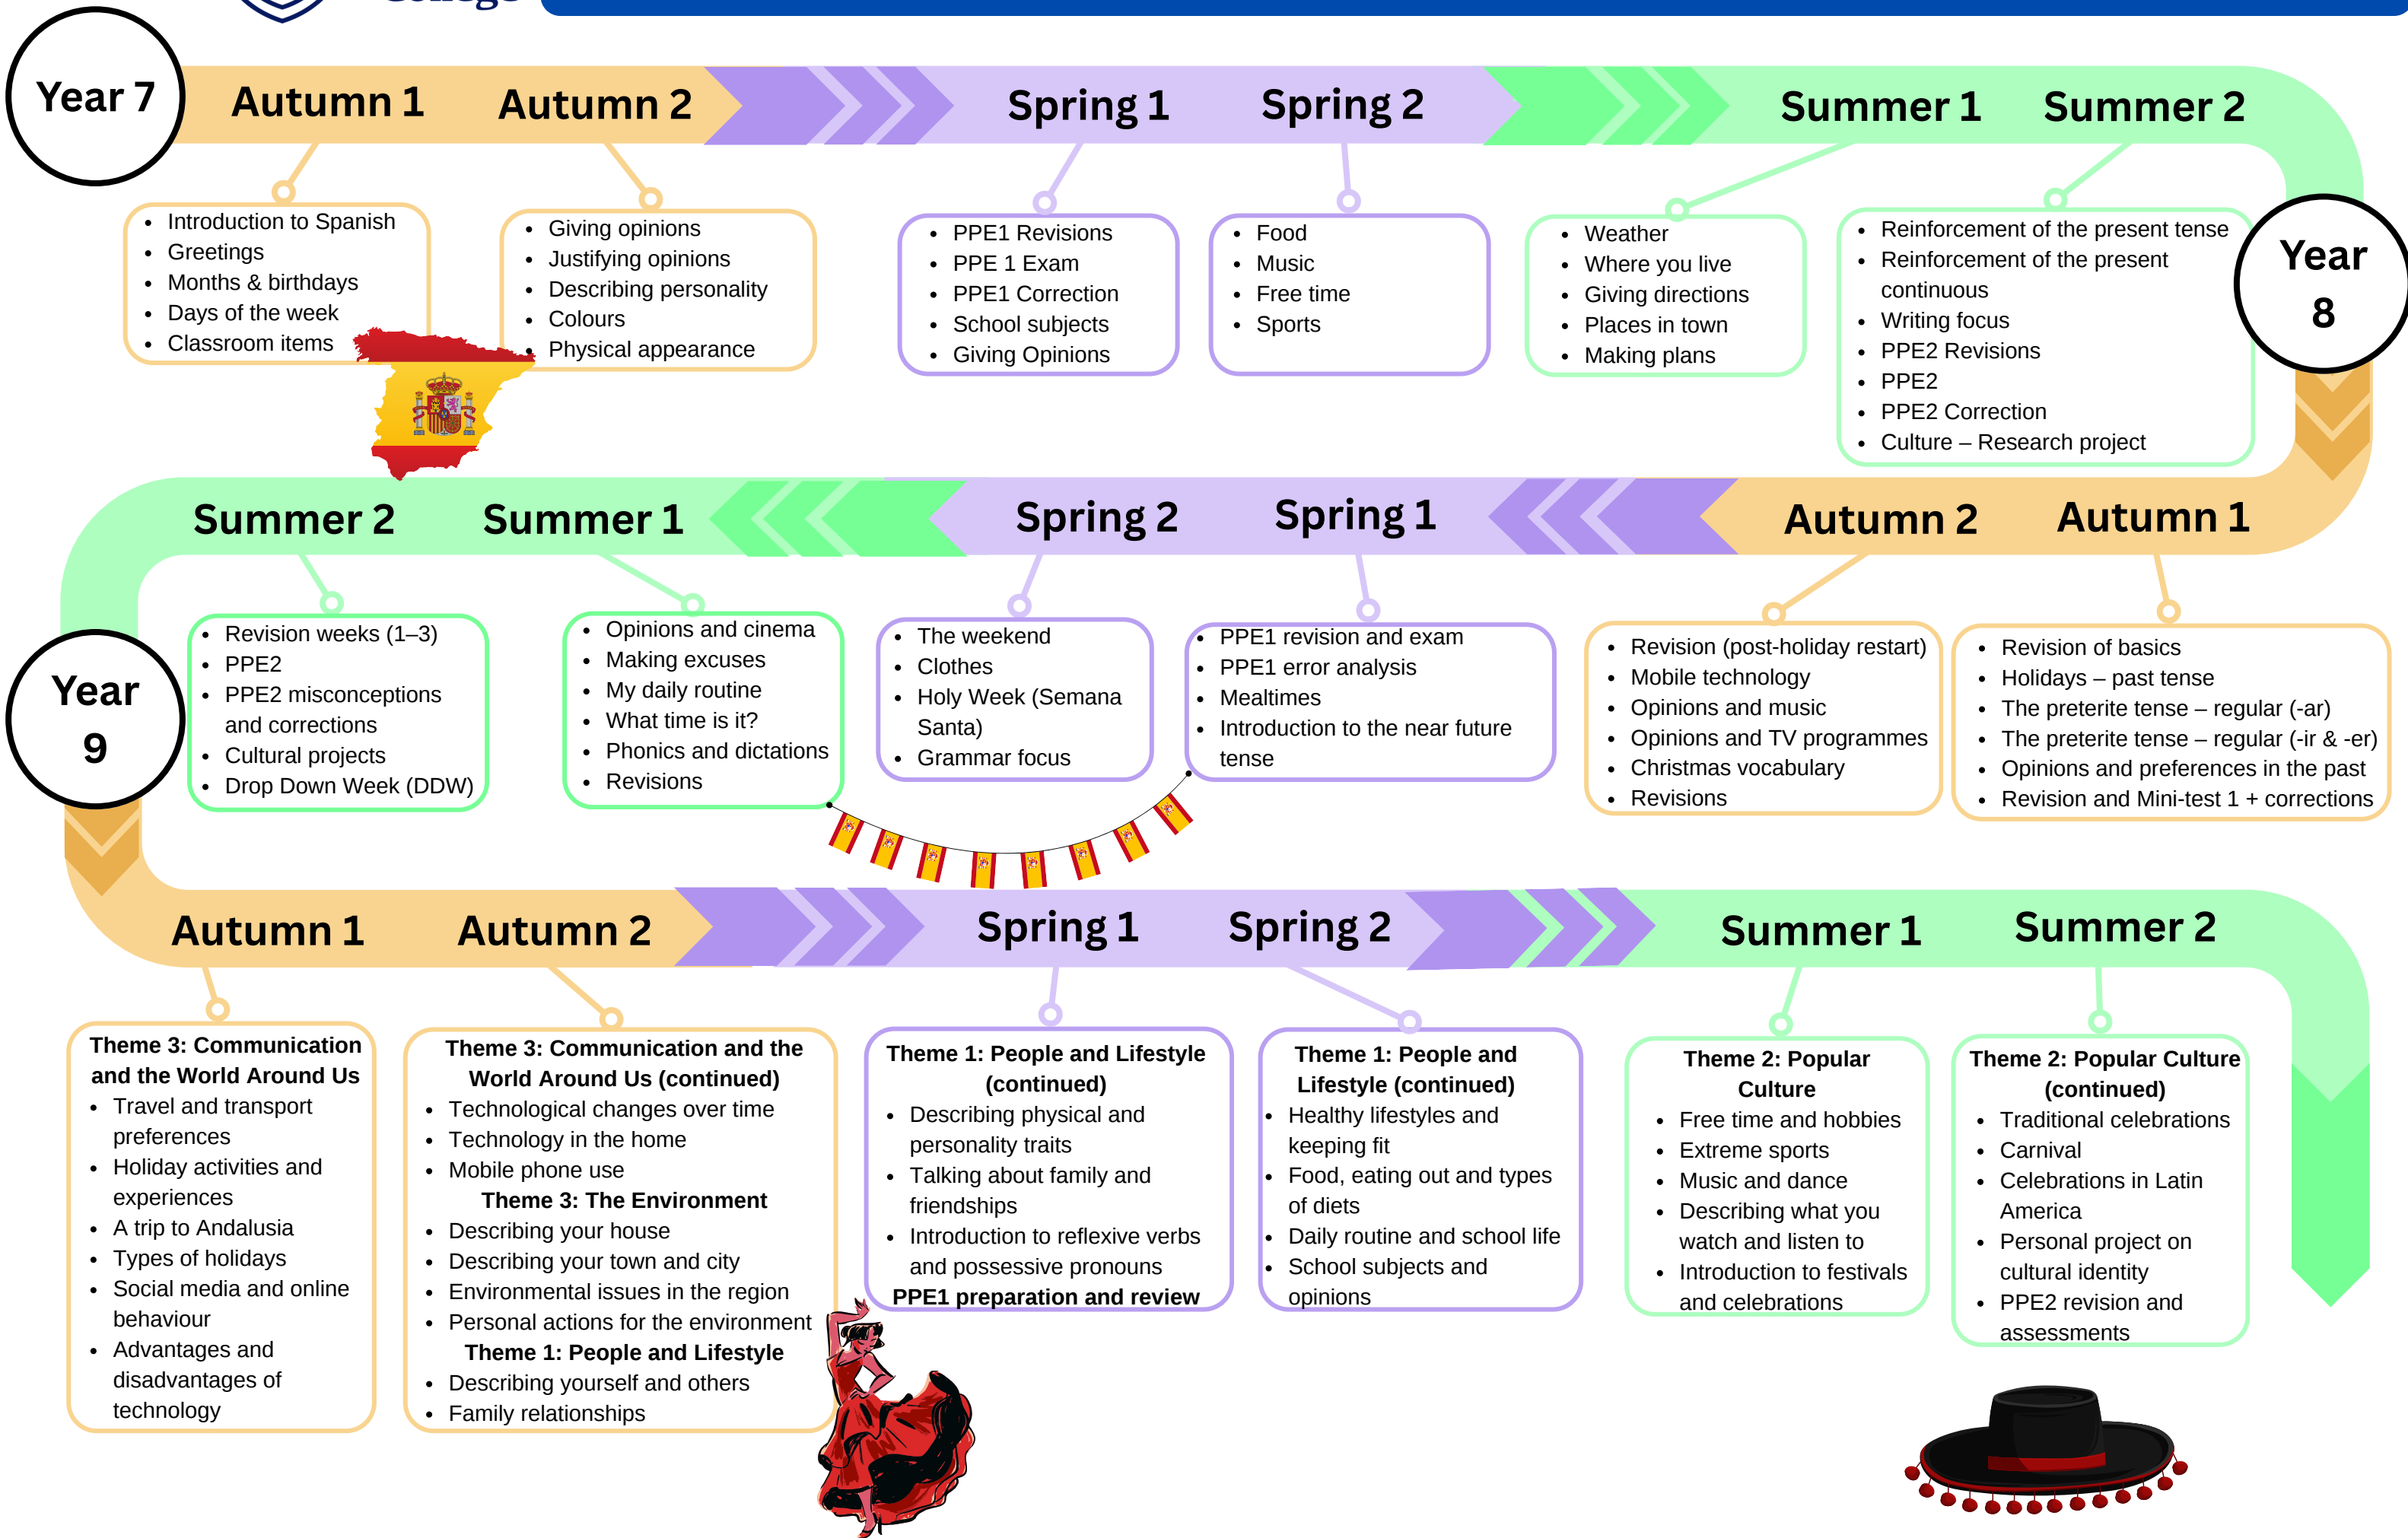 College
Year 7
Autumn 1
Autumn 2
Spring 1
Spring 2
Summer 1
Summer 2
• Introduction to Spanish
• Greetings
• Months & birthdays
• Days of the week
• Classroom items
• Giving opinions
• Justifying opinions
• Describing personality
• Colours
• Physical appearance
• PPE1 Revisions
• PPE 1 Exam
• PPE1 Correction
• School subjects
• Giving Opinions
• Food
• Music
• Free time
• Sports
• Weather
• Where you live
• Giving directions
• Places in town
• Making plans
• Reinforcement of the present tense
• Reinforcement of the present
continuous
• Writing focus
• PPE2 Revisions
• PPE2
• PPE2 Correction
• Culture – Research project
Year
8
Autumn 1
Autumn 2
Spring 1
Spring 2
Summer 1
Summer 2
• Revision of basics
• Holidays – past tense
• The preterite tense – regular (-ar)
• The preterite tense – regular (-ir & -er)
• Opinions and preferences in the past
• Revision and Mini-test 1 + corrections
• Revision (post-holiday restart)
• Mobile technology
• Opinions and music
• Opinions and TV programmes
• Christmas vocabulary
• Revisions
• PPE1 revision and exam
• PPE1 error analysis
• Mealtimes
• Introduction to the near future
tense
• The weekend
• Clothes
• Holy Week (Semana
Santa)
• Grammar focus
• Opinions and cinema
• Making excuses
• My daily routine
• What time is it?
• Phonics and dictations
• Revisions
• Revision weeks (1–3)
• PPE2
• PPE2 misconceptions
and corrections
• Cultural projects
• Drop Down Week (DDW)
Year
9
Autumn 1
Autumn 2
Spring 1
Spring 2
Summer 1
Summer 2
Theme 3: Communication
and the World Around Us
• Travel and transport
preferences
• Holiday activities and
experiences
• A trip to Andalusia
• Types of holidays
• Social media and online
behaviour
• Advantages and
disadvantages of
technology
Theme 3: Communication and the
World Around Us (continued)
• Technological changes over time
• Technology in the home
• Mobile phone use
Theme 3: The Environment
• Describing your house
• Describing your town and city
• Environmental issues in the region
• Personal actions for the environment
Theme 1: People and Lifestyle
• Describing yourself and others
• Family relationships
Theme 1: People and Lifestyle
(continued)
• Describing physical and
personality traits
• Talking about family and
friendships
• Introduction to reflexive verbs
and possessive pronouns
PPE1 preparation and review
Theme 1: People and
Lifestyle (continued)
• Healthy lifestyles and
keeping fit
• Food, eating out and types
of diets
• Daily routine and school life
• School subjects and
opinions
Theme 2: Popular
Culture
• Free time and hobbies
• Extreme sports
• Music and dance
• Describing what you
watch and listen to
• Introduction to festivals
and celebrations
Theme 2: Popular Culture
(continued)
• Traditional celebrations
• Carnival
• Celebrations in Latin
America
• Personal project on
cultural identity
• PPE2 revision and
assessments